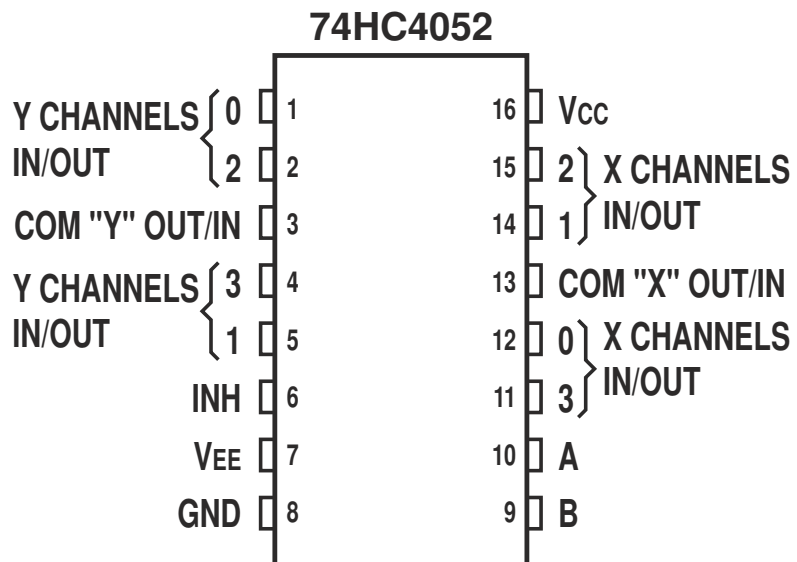 74HC4052
Y CHANNELS IN/OUT
0 1
2 2
COM "Y" OUT/IN 3
Y CHANNELS IN/OUT
3 4
1 5
INH 6
VEE 7
GND 8
16 VCC
15 2
14 1
X CHANNELS IN/OUT
13 COM "X" OUT/IN
12 0
11 3
X CHANNELS IN/OUT
10 A
9 B